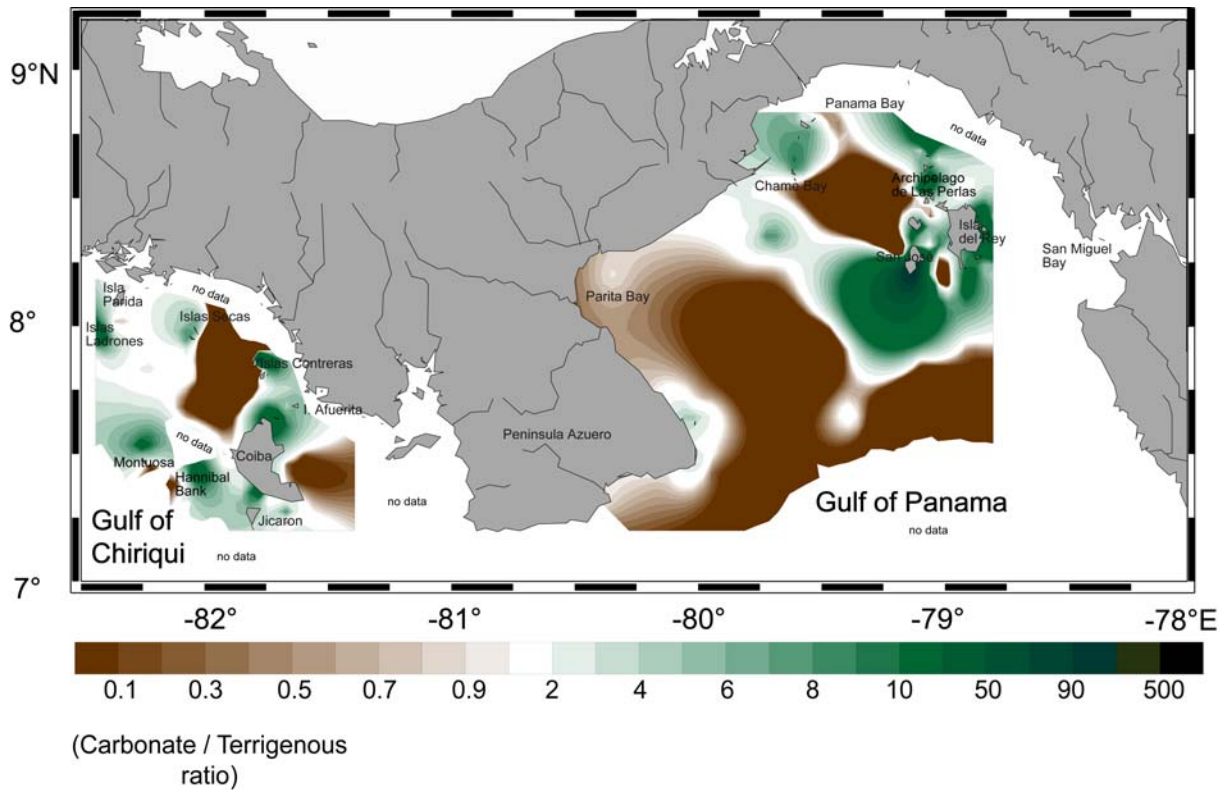 9°N
Panama Bay
no data
Chame Bay
Archipelago
de Las Perlas
Isla
del Rey
San Miguel
Bay
San José
Isla
Parida
no data
Parita Bay
8°
Islas Secas
Islas
Ladrones
Islas Contreras
I. Afuerita
Peninsula Azuero
no data
Coiba
Montuosa
Hannibal
Bank
no data
Gulf of Panama
Jicaron
Gulf of
Chiriqui
no data
no data
7°
-82°
-81°
-80°
-79°
-78°E
0.1 0.3 0.5 0.7 0.9 2 4 6 8 10 50 90 500
(Carbonate / Terrigenous
ratio)